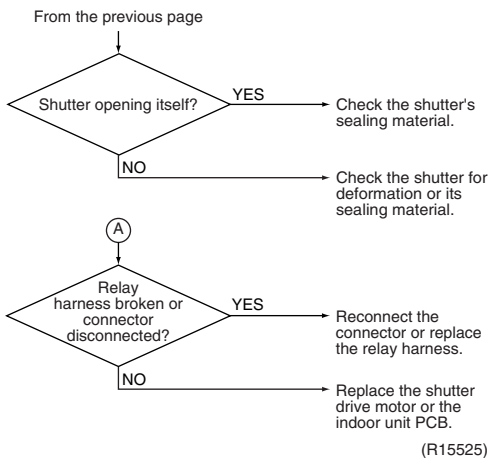 From the previous page
Shutter opening itself?
YES
Check the shutter's
sealing material.
NO
Check the shutter for
deformation or its
sealing material.
A
Relay
harness broken or
connector
disconnected?
YES
Reconnect the
connector or replace
the relay harness.
NO
Replace the shutter
drive motor or the
indoor unit PCB.
(R15525)